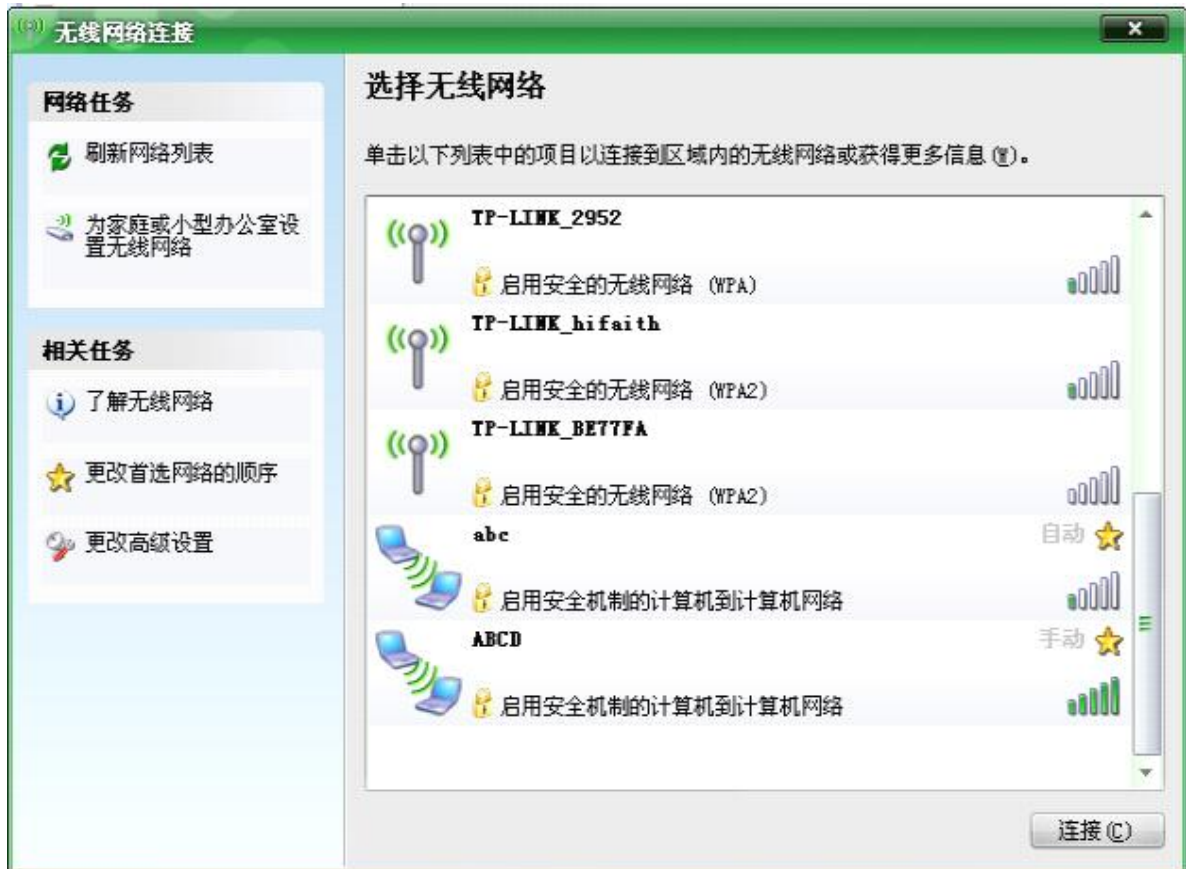 无线网络连接
网络任务
刷新网络列表
为家庭或小型办公室设
置无线网络
相关任务
了解无线网络
更改首选网络的顺序
更改高级设置
选择无线网络
单击以下列表中的项目以连接到区域内的无线网络或获得更多信息(W)。
TP-LINK_2952
启用安全的无线网络 (WPA)
TP-LINK_hifaith
启用安全的无线网络 (WPA2)
TP-LINK_BE77FA
启用安全的无线网络 (WPA2)
abc
自动
启用安全机制的计算机到计算机网络
ABCD
手动
启用安全机制的计算机到计算机网络
连接(C)